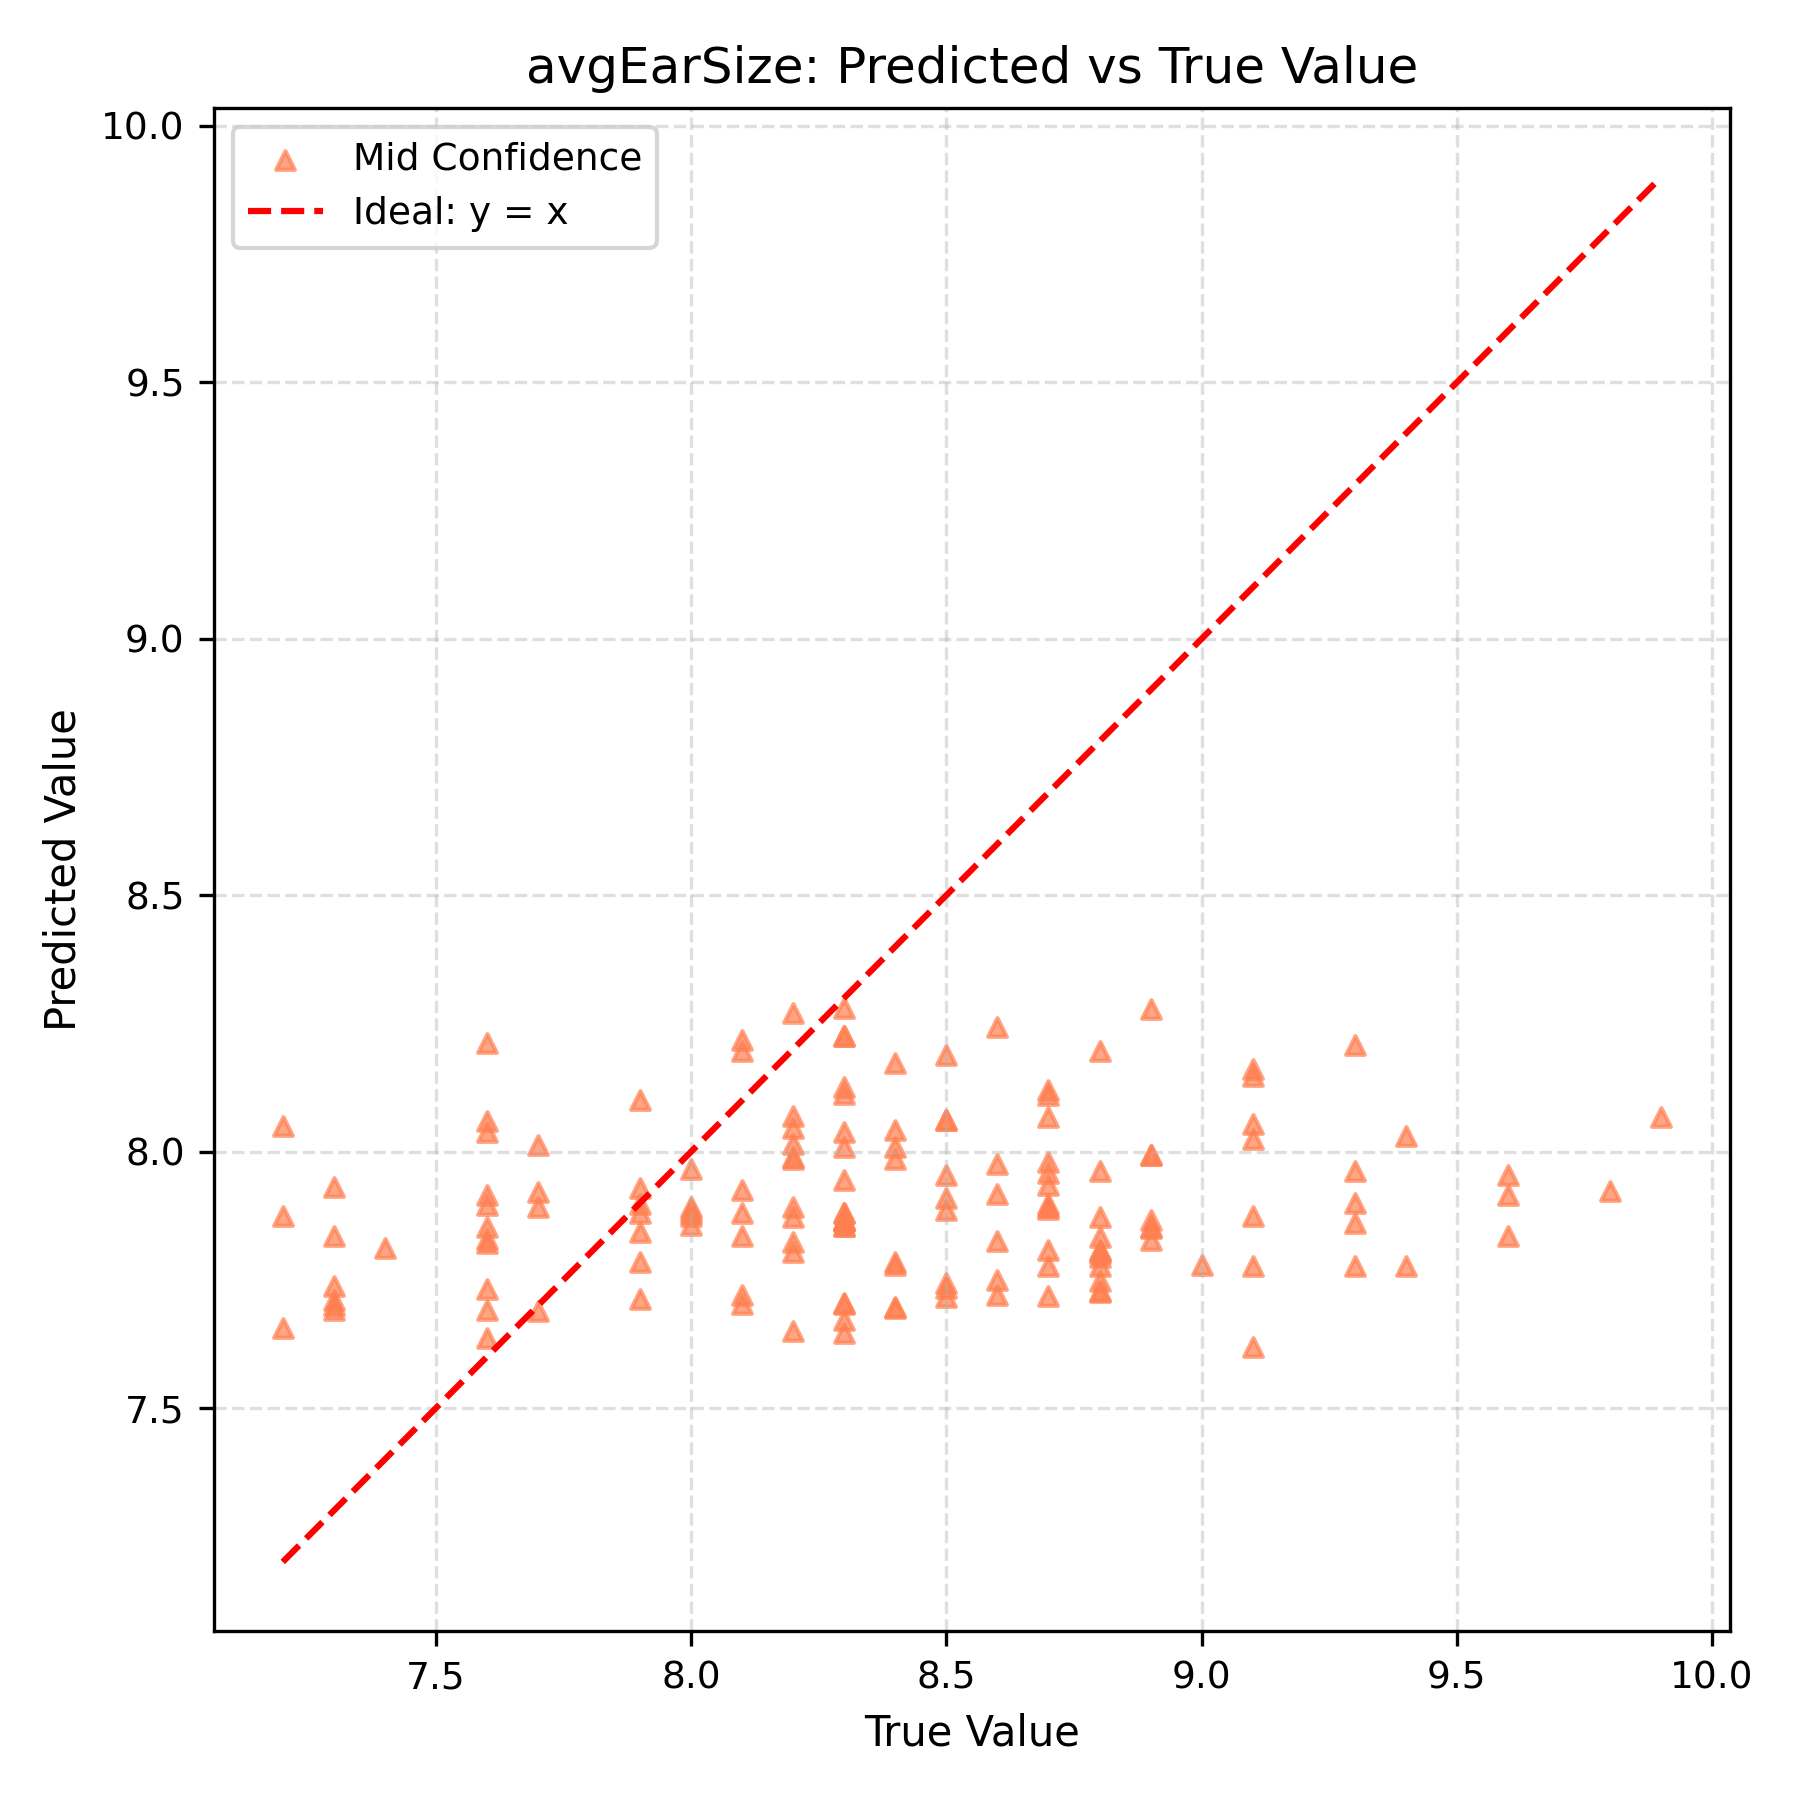 avgEarSize: Predicted vs True Value
Mid Confidence
Ideal: y = x
Predicted Value
10.0
9.5
9.0
8.5
8.0
7.5
7.5
8.0
8.5
9.0
9.5
10.0
True Value